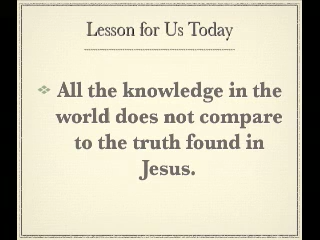 Lesson for Us Today
All the knowledge in the
world does not compare
to the truth found in
Jesus.